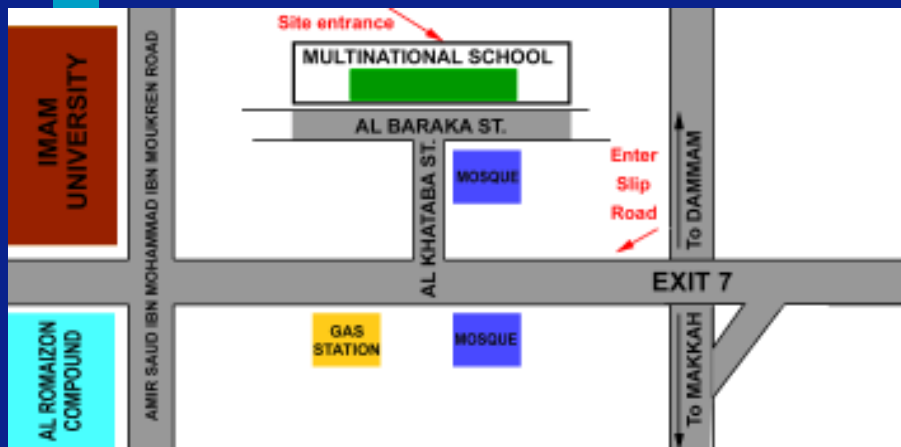 Site entrance
MULTINATIONAL SCHOOL
IMAM
UNIVERSITY
AMIR SAUD IBN MOHAMMAD IBN MOUKREN ROAD
AL BARAKA ST.
AL KHATABA ST.
MOSQUE
Enter
Slip
Road
To DAMMAM
EXIT 7
AL ROMAIZON
COMPOUND
GAS
STATION
MOSQUE
To MAKKAH